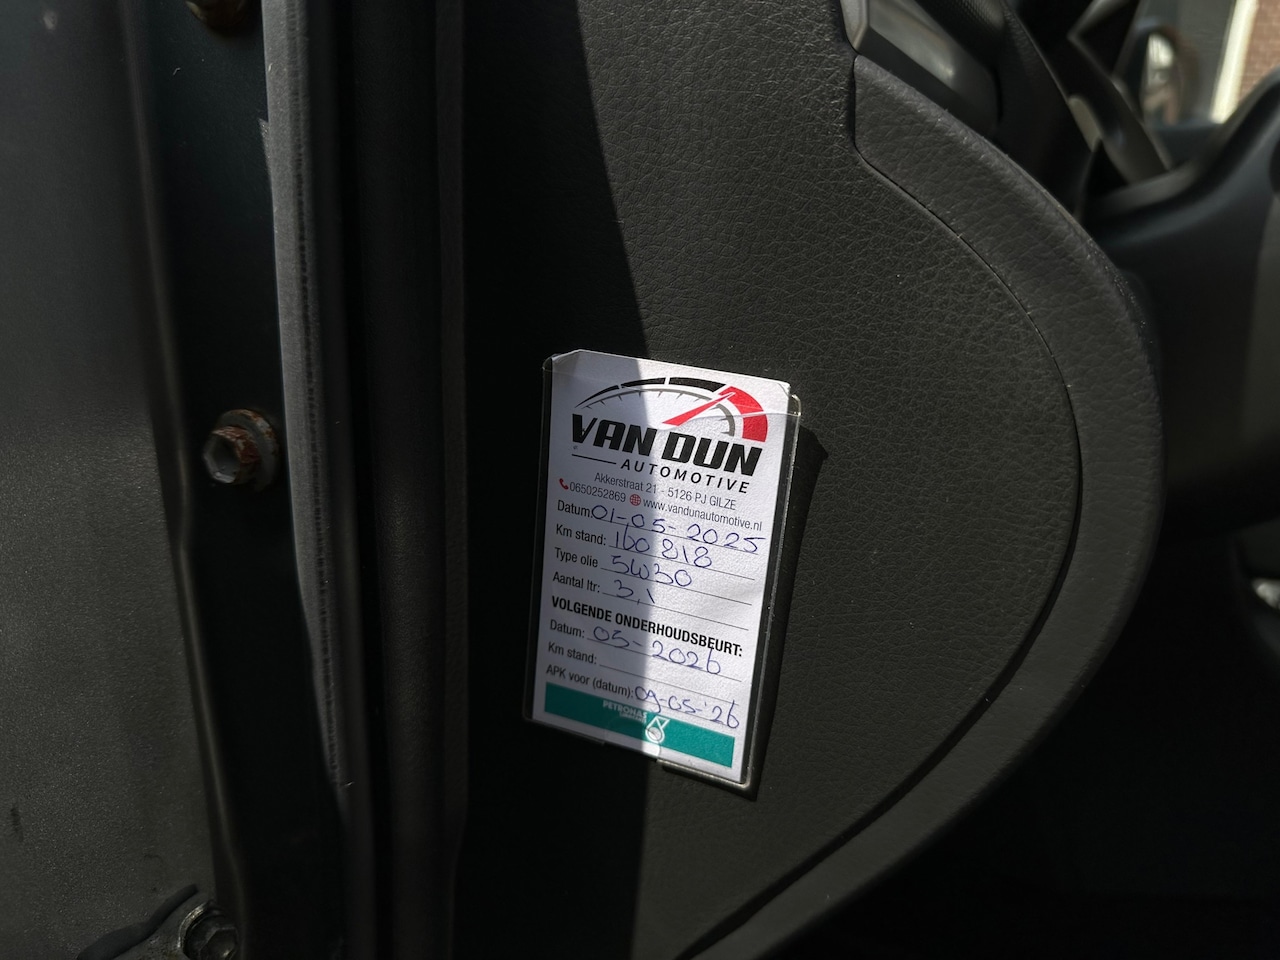 VAN DUN
AUTOMOTIVE
Akkerstraat 21 - 5126 PJ GILZE
0650252869 www.vandunautomotive.nl
Datum: 01-05-2025
Km stand: 160 818
Type olie 5W30
Aantal ltr: 3,1
VOLGENDE ONDERHOUDSBEURT:
Datum: 05-2026
Km stand:
APK voor (datum): 09-05-'26
PETRONAS